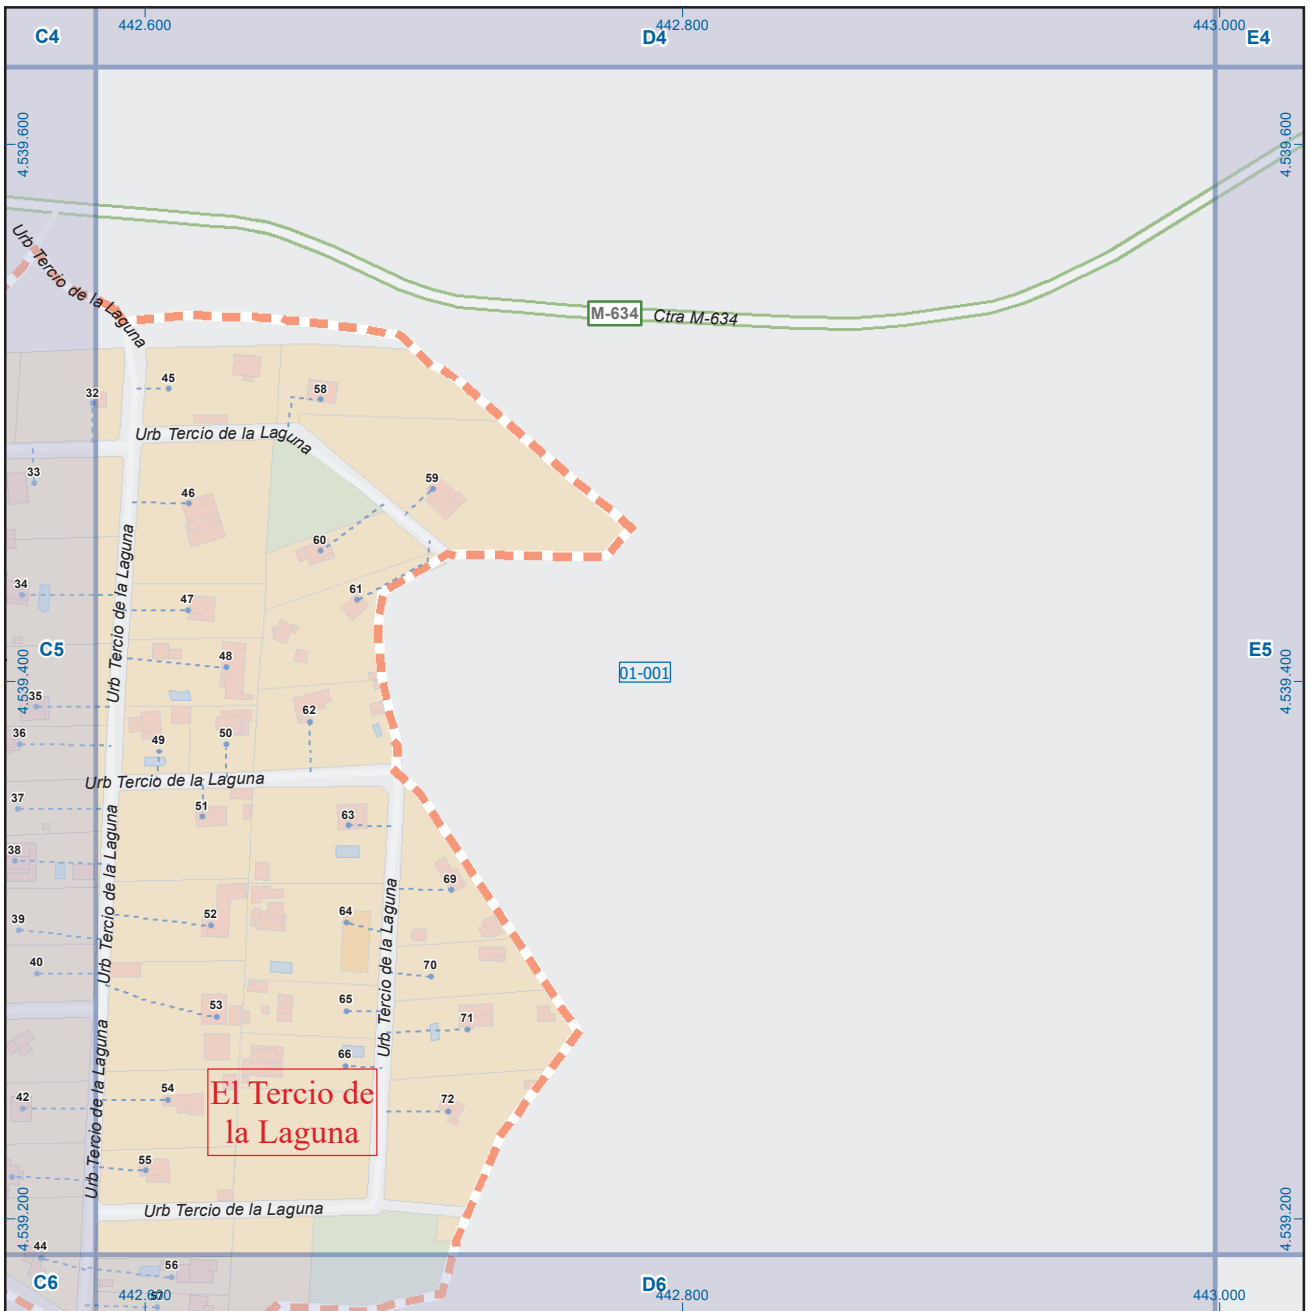 442.600
442.800
443.000
C4
D4
E4
4.539.600
4.539.600
Urb Tercio de la Laguna
M-634
Ctra M-634
45
58
32
Urb Tercio de la Laguna
33
59
46
60
61
34
47
Urb Tercio de la Laguna
C5
48
01-001
E5
4.539.400
4.539.400
35
62
36
49
50
Urb Tercio de la Laguna
37
51
63
38
Urb Tercio de la Laguna
69
52
64
39
Urb Tercio de la Laguna
40
70
53
65
71
66
Urb Tercio de la Laguna
El Tercio de
la Laguna
54
42
72
55
Urb Tercio de la Laguna
4.539.200
4.539.200
44
56
C6
D6
E6
57
442.600
442.800
443.000